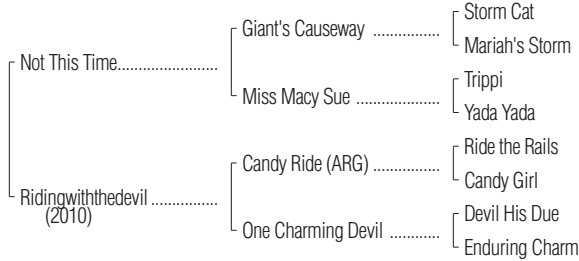 Storm Cat
Giant's Causeway ..................
Mariah's Storm
Not This Time.........................
Trippi
Miss Macy Sue ......................
Yada Yada
Ride the Rails
Candy Ride (ARG) ..................
Candy Girl
Ridingwiththedevil ..................
(2010)
Devil His Due
One Charming Devil ..............
Enduring Charm